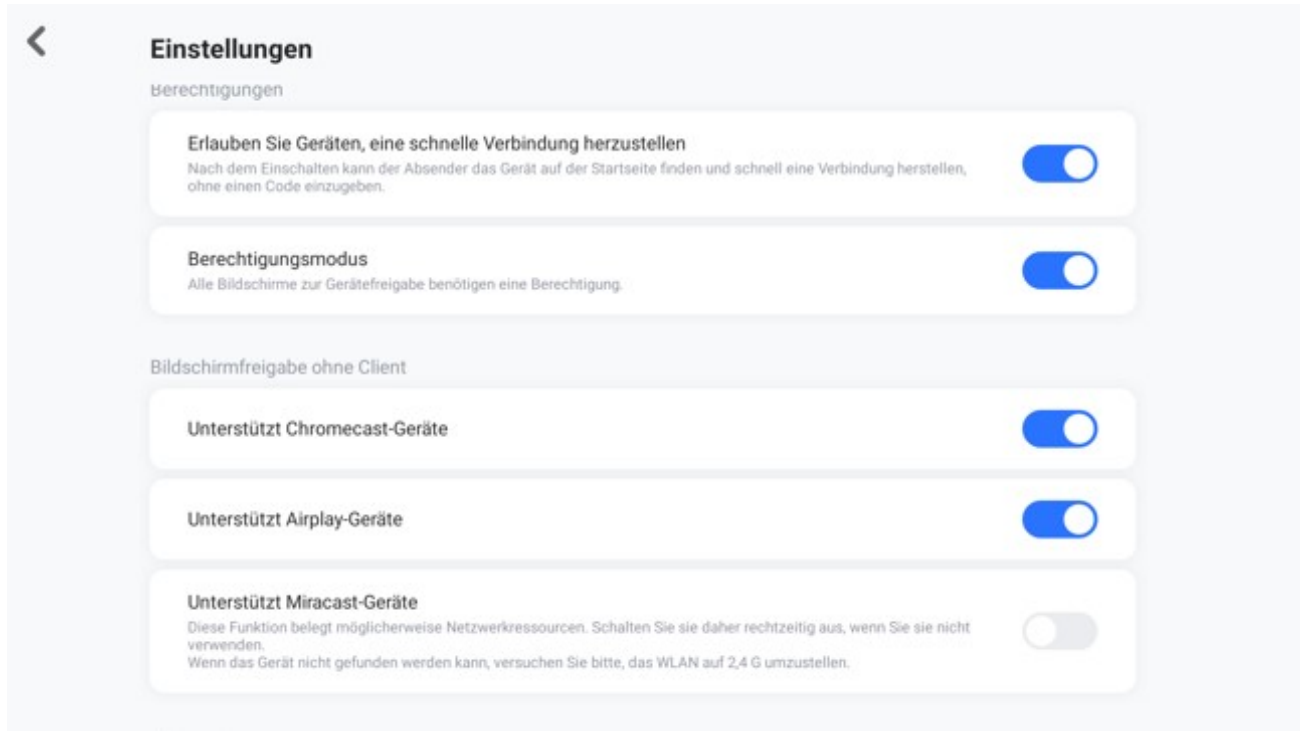 Einstellungen
Berechtigungen
Erlauben Sie Geräten, eine schnelle Verbindung herzustellen
Nach dem Einschalten kann der Absender das Gerät auf der Startseite finden und schnell eine Verbindung herstellen,
ohne einen Code einzugeben.
Berechtigungsmodus
Alle Bildschirme zur Gerätefreigabe benötigen eine Berechtigung.
Bildschirmfreigabe ohne Client
Unterstützt Chromecast-Geräte
Unterstützt Airplay-Geräte
Unterstützt Miracast-Geräte
Diese Funktion belegt möglicherweise Netzwerkressourcen. Schalten Sie sie daher rechtzeitig aus, wenn Sie sie nicht
verwenden.
Wenn das Gerät nicht gefunden werden kann, versuchen Sie bitte, das WLAN auf 2,4 G umzustellen.